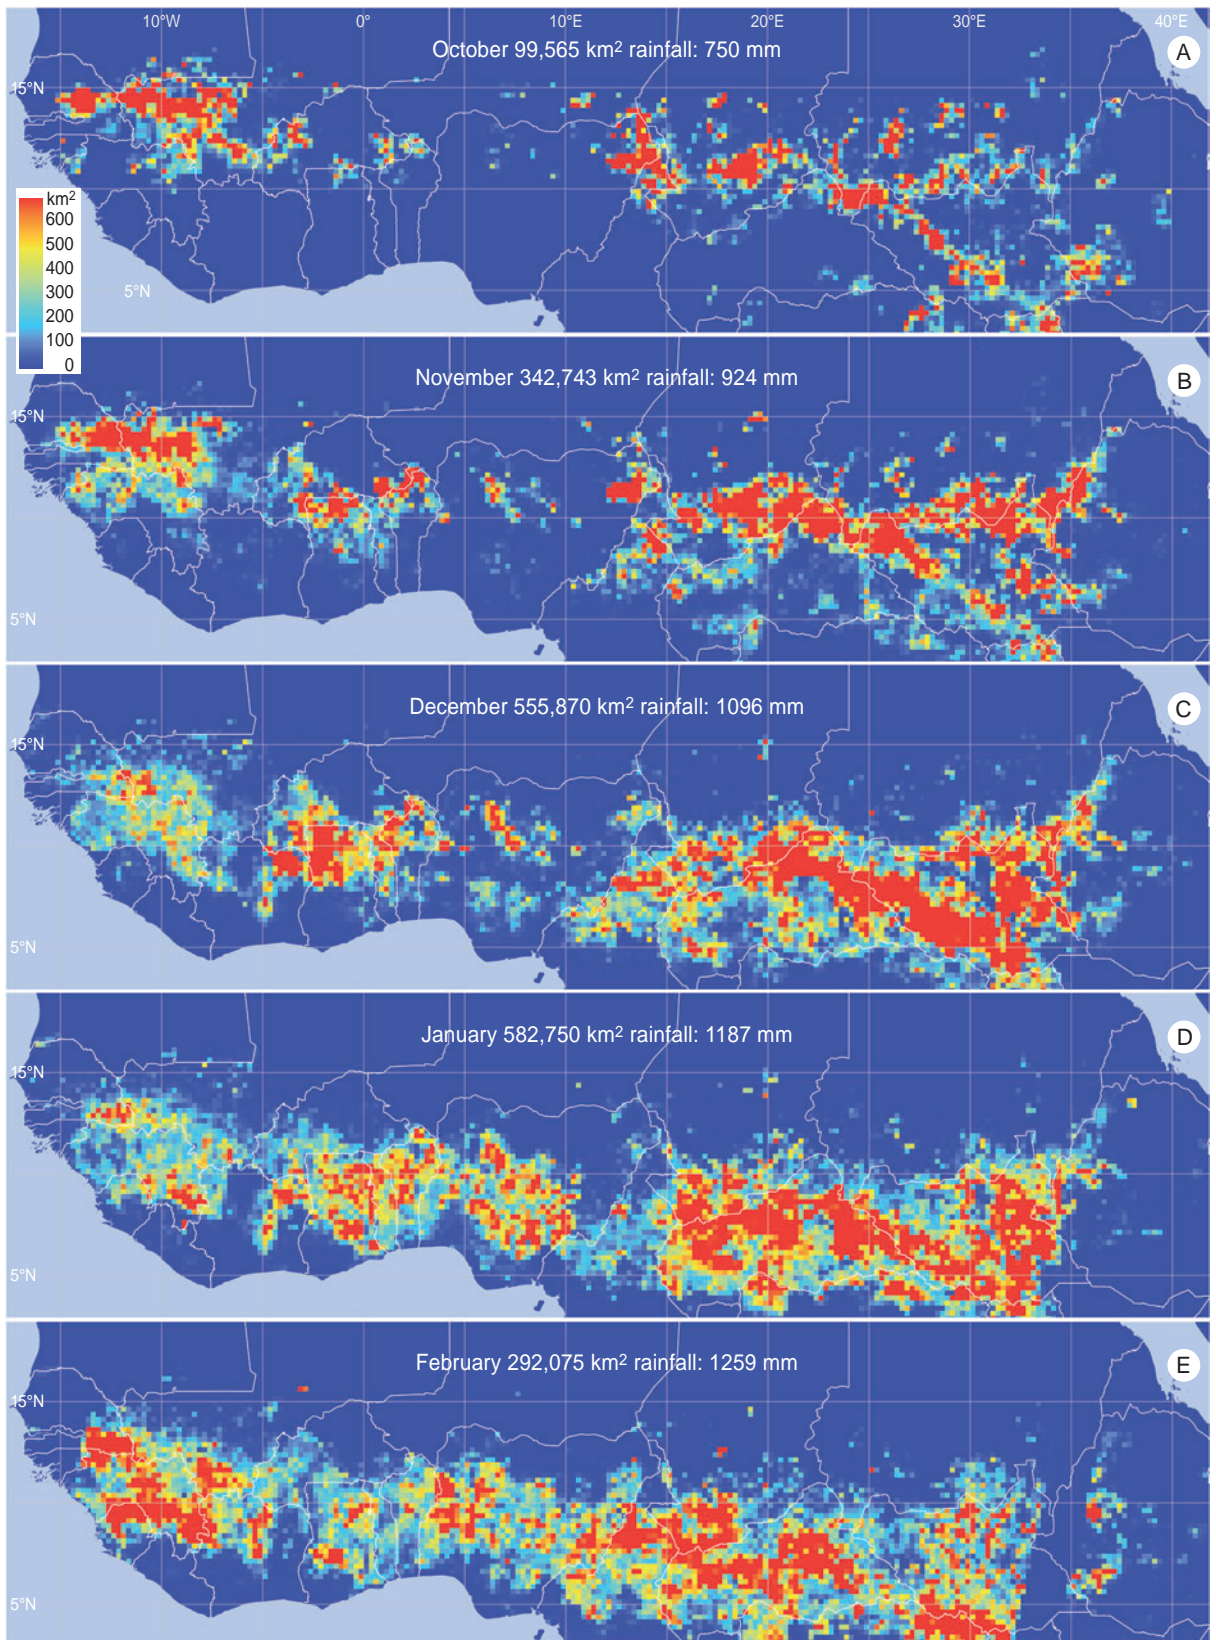 10°W 0° 10°E 20°E 30°E 40°E
October 99,565 km² rainfall: 750 mm
A
15°N
km²
600
500
400
300
200
100
0
5°N
November 342,743 km² rainfall: 924 mm
B
15°N
5°N
December 555,870 km² rainfall: 1096 mm
C
15°N
5°N
January 582,750 km² rainfall: 1187 mm
D
15°N
5°N
February 292,075 km² rainfall: 1259 mm
E
15°N
5°N